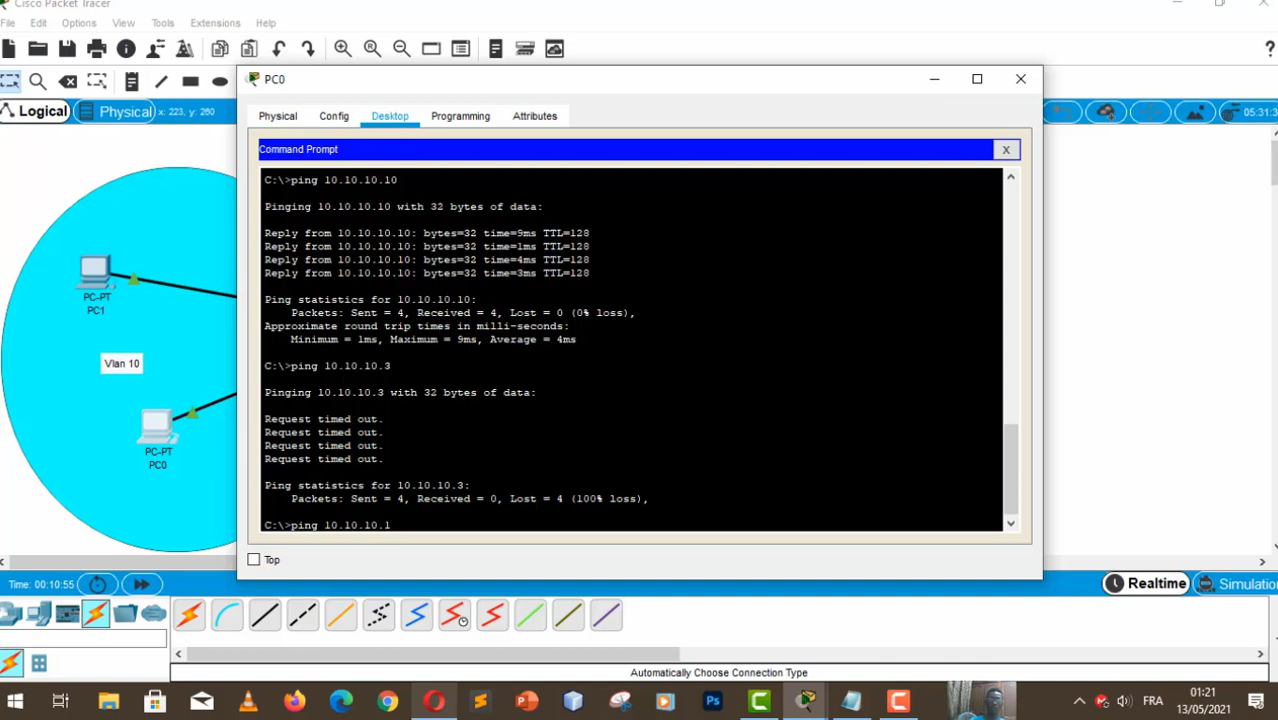 Cisco Packet Tracer
File Edit Options View Tools Extensions Help
PC0
Logical Physical x: 223, y: 260
05:31:3
Physical Config Desktop Programming Attributes
Command Prompt X
C:\>ping 10.10.10.10
Pinging 10.10.10.10 with 32 bytes of data:
Reply from 10.10.10.10: bytes=32 time=9ms TTL=128
Reply from 10.10.10.10: bytes=32 time=1ms TTL=128
Reply from 10.10.10.10: bytes=32 time=4ms TTL=128
Reply from 10.10.10.10: bytes=32 time=3ms TTL=128
Ping statistics for 10.10.10.10:
Packets: Sent = 4, Received = 4, Lost = 0 (0% loss),
Approximate round trip times in milli-seconds:
Minimum = 1ms, Maximum = 9ms, Average = 4ms
C:\>ping 10.10.10.3
Pinging 10.10.10.3 with 32 bytes of data:
Request timed out.
Request timed out.
Request timed out.
Request timed out.
Ping statistics for 10.10.10.3:
Packets: Sent = 4, Received = 0, Lost = 4 (100% loss),
C:\>ping 10.10.10.1
PC-PT
PC1
Vlan 10
PC-PT
PC0
Top
Time: 00:10:55
Realtime Simulation
Automatically Choose Connection Type
FRA
01:21
13/05/2021